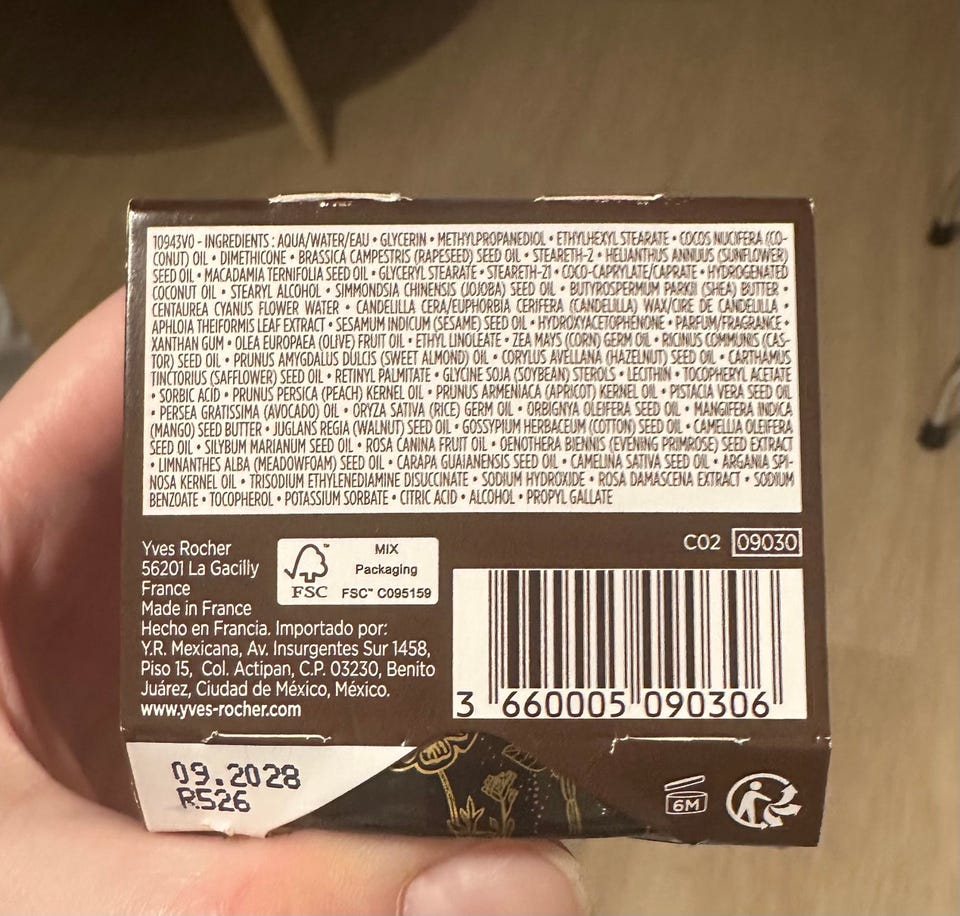 10943V0 - INGREDIENTS : AQUA/WATER/EAU • GLYCERIN • METHYLPROPANEDIOL • ETHYLHEXYL STEARATE • COCOS NUCIFERA (CO-
CONUT) OIL • DIMETHICONE • BRASSICA CAMPESTRIS (RAPESEED) SEED OIL • STEARETH-2 • HELIANTHUS ANNUUS (SUNFLOWER)
SEED OIL • MACADAMIA TERNIFOLIA SEED OIL • GLYCERYL STEARATE • STEARETH-21 • COCO-CAPRYLATE/CAPRATE • HYDROGENATED
COCONUT OIL • STEARYL ALCOHOL • SIMMONDSIA CHINENSIS (JOJOBA) SEED OIL • BUTYROSPERMUM PARKII (SHEA) BUTTER •
CENTAUREA CYANUS FLOWER WATER • CANDELILLA CERA/EUPHORBIA CERIFERA (CANDELILLA) WAX/CIRE DE CANDELILLA •
APHLOIA THEIFORMIS LEAF EXTRACT • SESAMUM INDICUM (SESAME) SEED OIL • HYDROXYACETOPHENONE • PARFUM/FRAGRANCE •
XANTHAN GUM • OLEA EUROPAEA (OLIVE) FRUIT OIL • ETHYL LINOLEATE • ZEA MAYS (CORN) GERM OIL • RICINUS COMMUNIS (CAS-
TOR) SEED OIL • PRUNUS AMYGDALUS DULCIS (SWEET ALMOND) OIL • CORYLUS AVELLANA (HAZELNUT) SEED OIL • CARTHAMUS
TINCTORIUS (SAFFLOWER) SEED OIL • RETINYL PALMITATE • GLYCINE SOJA (SOYBEAN) STEROLS • LECITHIN • TOCOPHERYL ACETATE
• SORBIC ACID • PRUNUS PERSICA (PEACH) KERNEL OIL • PRUNUS ARMENIACA (APRICOT) KERNEL OIL • PISTACIA VERA SEED OIL
• PERSEA GRATISSIMA (AVOCADO) OIL • ORYZA SATIVA (RICE) GERM OIL • ORBIGNYA OLEIFERA SEED OIL • MANGIFERA INDICA
(MANGO) SEED BUTTER • JUGLANS REGIA (WALNUT) SEED OIL • GOSSYPIUM HERBACEUM (COTTON) SEED OIL • CAMELLIA OLEIFERA
SEED OIL • SILYBUM MARIANUM SEED OIL • ROSA CANINA FRUIT OIL • OENOTHERA BIENNIS (EVENING PRIMROSE) SEED EXTRACT
• LIMNANTHES ALBA (MEADOWFOAM) SEED OIL • CARAPA GUAIANENSIS SEED OIL • CAMELINA SATIVA SEED OIL • ARGANIA SPI-
NOSA KERNEL OIL • TRISODIUM ETHYLENEDIAMINE DISUCCINATE • SODIUM HYDROXIDE • ROSA DAMASCENA EXTRACT • SODIUM
BENZOATE • TOCOPHEROL • POTASSIUM SORBATE • CITRIC ACID • ALCOHOL • PROPYL GALLATE
C02 09030
Yves Rocher
56201 La Gacilly
France
Made in France
Hecho en Francia. Importado por:
Y.R. Mexicana, Av. Insurgentes Sur 1458,
Piso 15, Col. Actipan, C.P. 03230, Benito
Juárez, Ciudad de México, México.
www.yves-rocher.com
FSC
MIX
Packaging
FSC™ C095159
3 660005 090306
09.2028
R526
6M